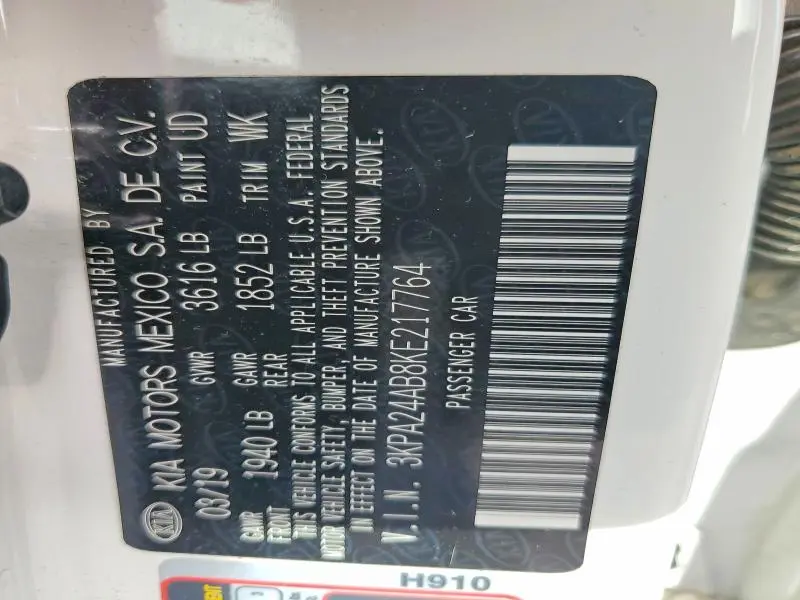 MANUFACTURED BY
KIA KIA MOTORS MEXICO S.A. DE C.V.
03/19 GVWR 3616 LB PAINT UD
GAWR FRONT 1940 LB GAWR REAR 1852 LB TRIM WK
THIS VEHICLE CONFORMS TO ALL APPLICABLE U.S.A. FEDERAL
MOTOR VEHICLE SAFETY, BUMPER, AND THEFT PREVENTION STANDARDS
IN EFFECT ON THE DATE OF MANUFACTURE SHOWN ABOVE.
V.I.N. 3KPA24AB8KE217764
PASSENGER CAR
H910